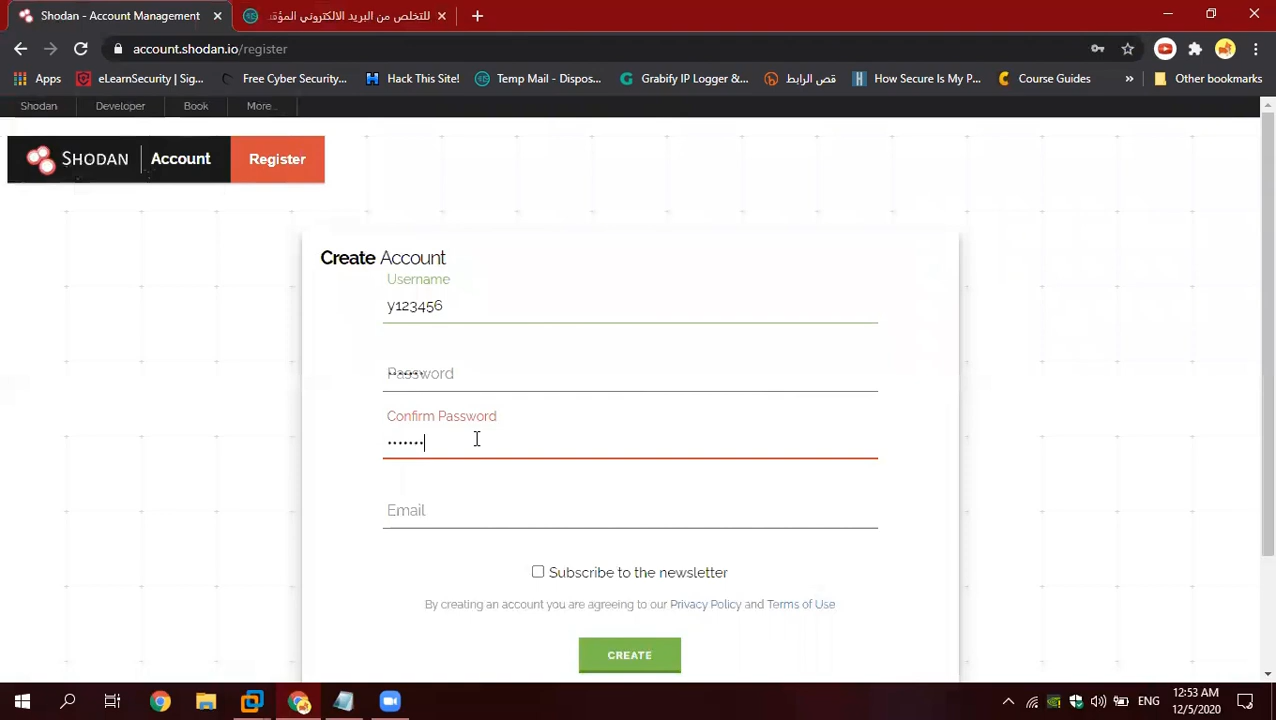 Shodan - Account Management
للتخلص من البريد الالكتروني المؤق
account.shodan.io/register
Apps
eLearnSecurity | Sig...
Free Cyber Security...
Hack This Site!
Temp Mail - Dispos...
Grabify IP Logger &...
قص الرابط
How Secure Is My P...
Course Guides
»
Other bookmarks
Shodan
Developer
Book
More...
SHODAN
Account
Register
Create Account
Username
y123456
Password
Confirm Password
•••••••
Email
Subscribe to the newsletter
By creating an account you are agreeing to our Privacy Policy and Terms of Use
CREATE
ENG
12:53 AM
12/5/2020